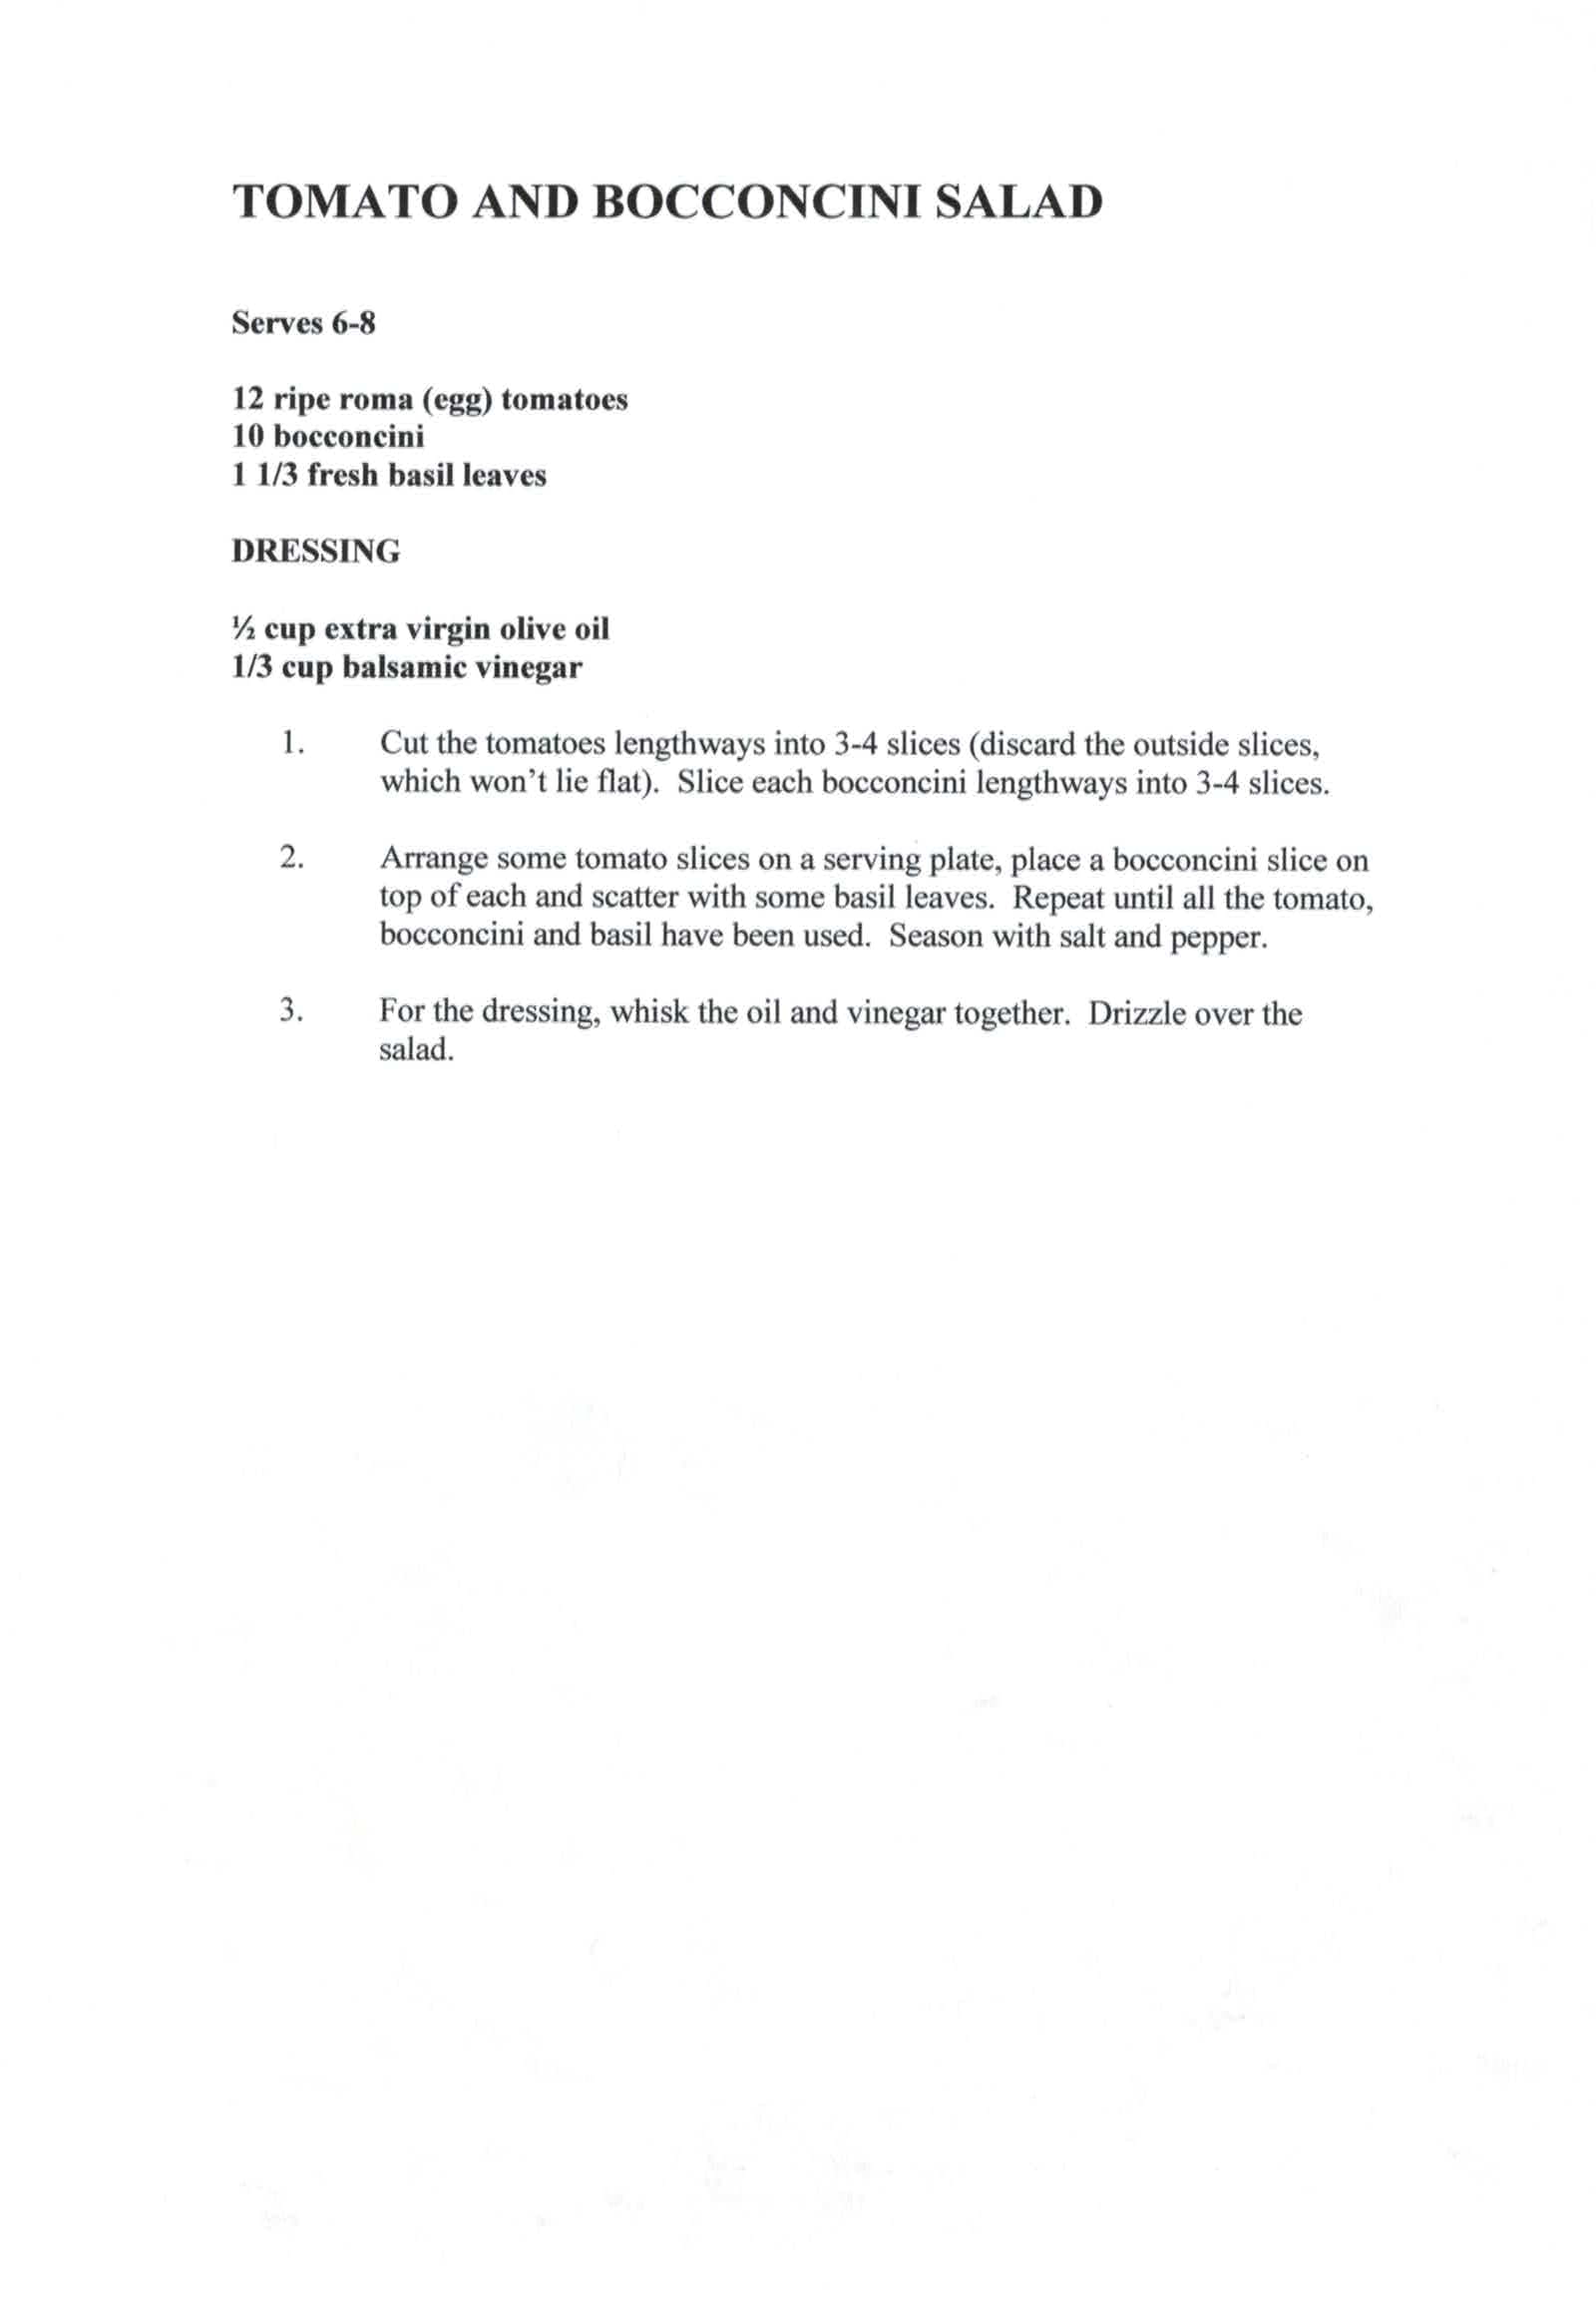 TOMATO AND BOCCONCINI SALAD
Serves 6-8
12 ripe roma (egg) tomatoes
10 bocconcini
1 1/3 fresh basil leaves
DRESSING
½ cup extra virgin olive oil
1/3 cup balsamic vinegar
1. Cut the tomatoes lengthways into 3-4 slices (discard the outside slices,
which won't lie flat). Slice each bocconcini lengthways into 3-4 slices.
2. Arrange some tomato slices on a serving plate, place a bocconcini slice on
top of each and scatter with some basil leaves. Repeat until all the tomato,
bocconcini and basil have been used. Season with salt and pepper.
3. For the dressing, whisk the oil and vinegar together. Drizzle over the
salad.